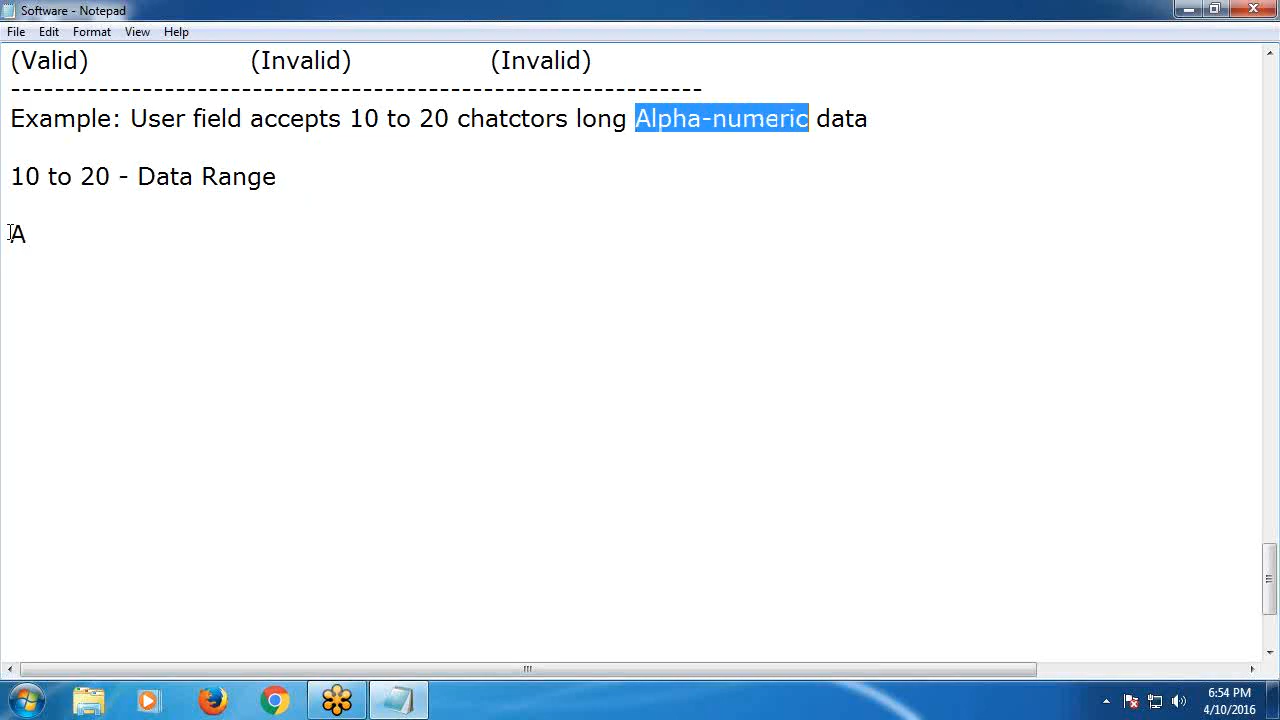 Software - Notepad
File Edit Format View Help
(Valid) (Invalid) (Invalid)
---------------------------------------------------------------
Example: User field accepts 10 to 20 chatctors long Alpha-numeric data
10 to 20 - Data Range
A
6:54 PM
4/10/2016